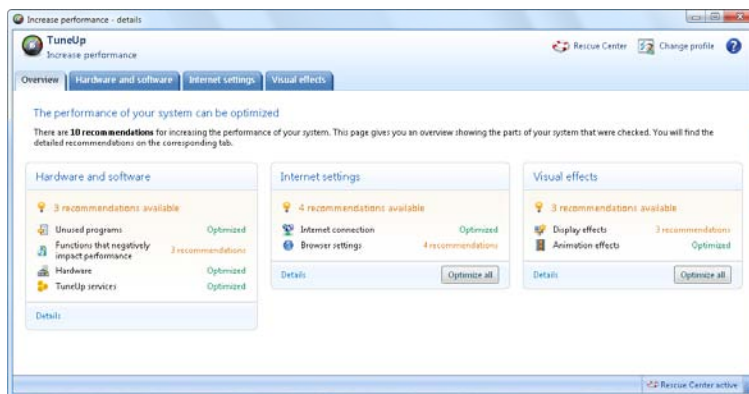 Increase performance - details
TuneUp
Increase performance
Rescue Center
Change profile
Overview
Hardware and software
Internet settings
Visual effects
The performance of your system can be optimized
There are 10 recommendations for increasing the performance of your system. This page gives you an overview showing the parts of your system that were checked. You will find the
detailed recommendations on the corresponding tab.
Hardware and software
3 recommendations available
Unused programs Optimized
Functions that negatively
impact performance 3 recommendations
Hardware Optimized
TuneUp services Optimized
Details
Internet settings
4 recommendations available
Internet connection Optimized
Browser settings 4 recommendations
Details Optimize all
Visual effects
3 recommendations available
Display effects 3 recommendations
Animation effects Optimized
Details Optimize all
Rescue Center active